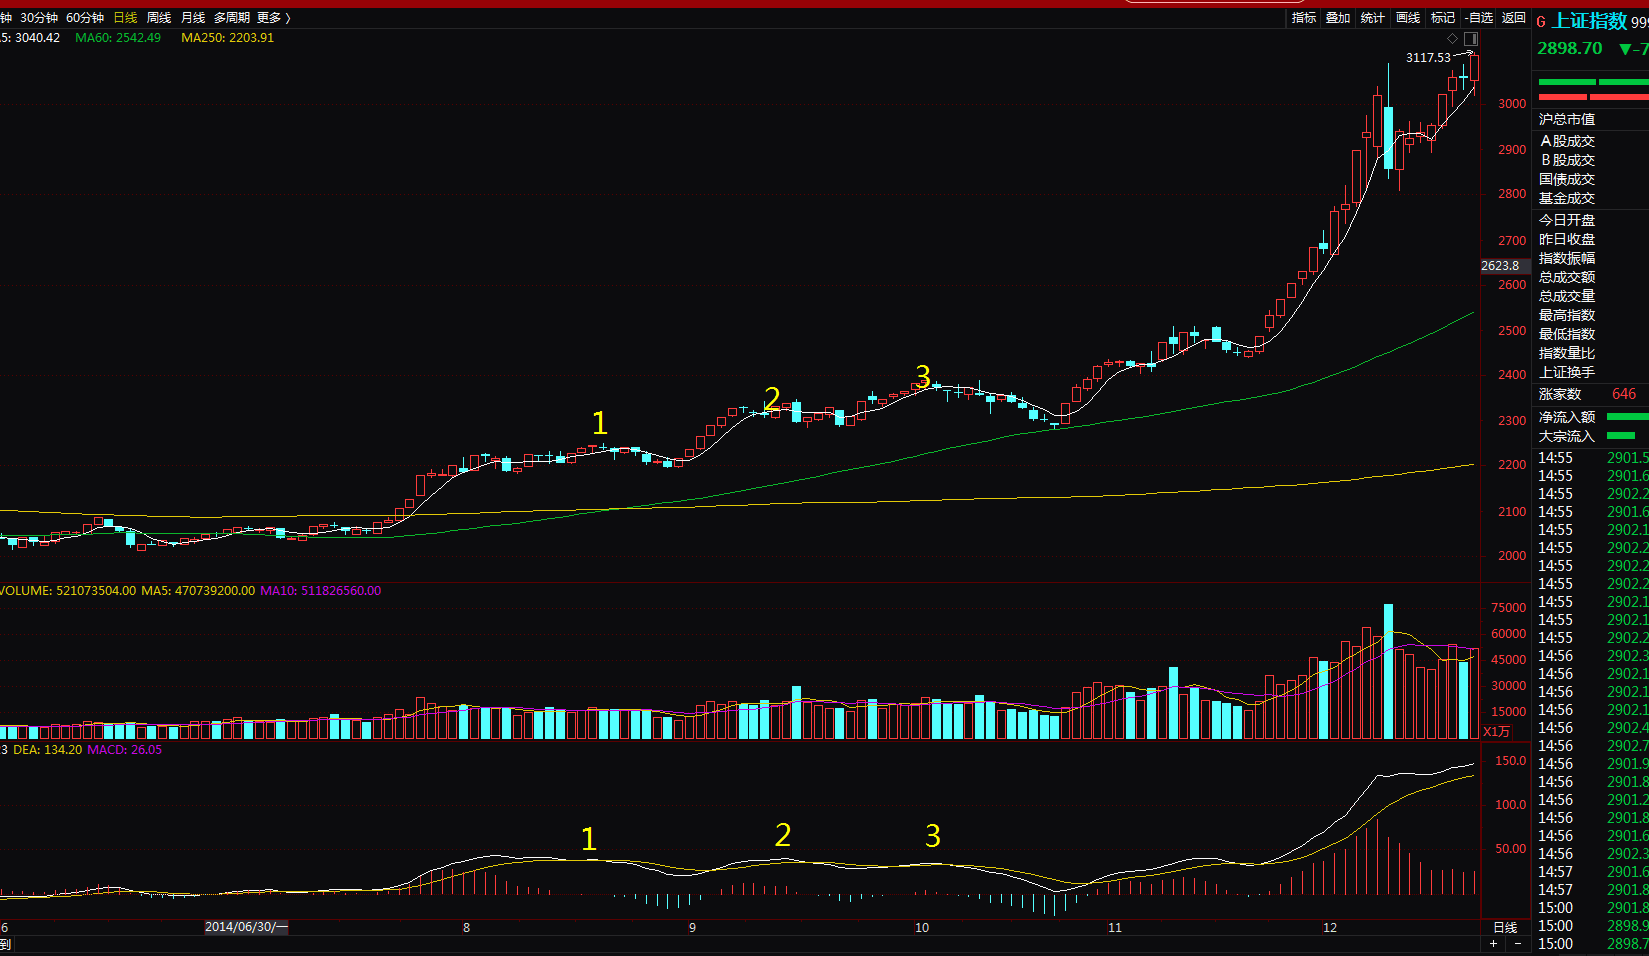 钟 30分钟 60分钟 日线 周线 月线 多周期 更多 〉
指标 叠加 统计 画线 标记 -自选 返回
G 上证指数 999
5: 3040.42 MA60: 2542.49 MA250: 2203.91
2898.70 ▼-7
3117.53
3000
2900
2800
2700
2623.8
2600
2500
2400
2300
2200
2100
2000
1
2
3
沪总市值
A股成交
B股成交
国债成交
基金成交
今日开盘
昨日收盘
指数振幅
总成交额
总成交量
最高指数
最低指数
指数量比
上证换手
涨家数 646
净流入额
大宗流入
VOLUME: 521073504.00 MA5: 470739200.00 MA10: 511826560.00
75000
60000
45000
30000
15000
X1万
3 DEA: 134.20 MACD: 26.05
150.0
100.0
50.00
1
2
3
6
2014/06/30/一
8
9
10
11
12
日线
到
+ −
14:55 2901.5
14:55 2901.6
14:55 2902.2
14:55 2901.6
14:55 2902.1
14:55 2902.2
14:55 2902.2
14:55 2902.2
14:55 2902.1
14:55 2902.1
14:55 2902.2
14:56 2902.3
14:56 2902.1
14:56 2902.1
14:56 2902.1
14:56 2902.4
14:56 2902.7
14:56 2901.9
14:56 2901.8
14:56 2901.2
14:56 2901.8
14:56 2901.6
14:56 2902.3
14:57 2901.6
14:57 2901.8
15:00 2901.8
15:00 2898.9
15:00 2898.7